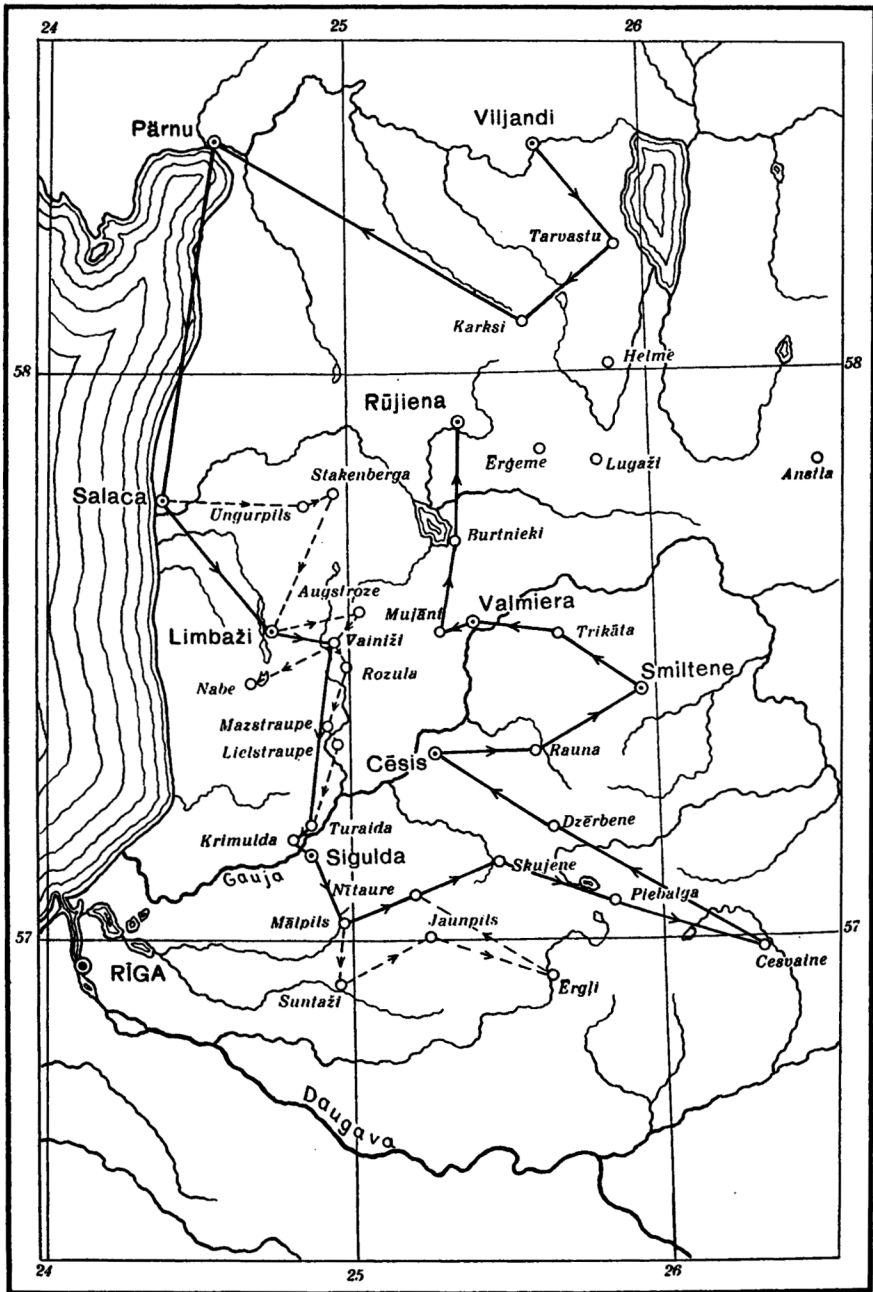 24 25 26
Pärnu
Viljandi
Tarvastu
Karksi
Helme
58 58
Rūjiena
Ērģeme
Lugaži
Anstla
Stakenberga
Salaca
Ungurpils
Burtnieki
Augstroze
Mujāni
Valmiera
Trikāta
Limbaži
Vainiži
Rozula
Smiltene
Nabe
Mazstraupe
Lielstraupe
Cēsis
Rauna
Dzērbene
Krimulda
Turaida
Sigulda
Skujene
Gauja
Nītaure
Piebalga
Mālpils
Jaunpils
57 57
Cesvaine
RĪGA
Suntaži
Ērgļi
Daugava
24 25 26